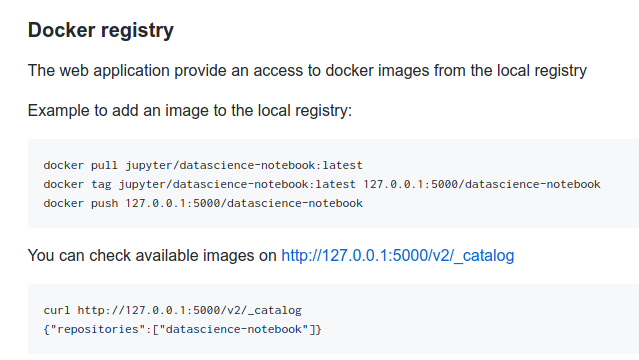 Docker registry
The web application provide an access to docker images from the local registry
Example to add an image to the local registry:
docker pull jupyter/datascience-notebook:latest
docker tag jupyter/datascience-notebook:latest 127.0.0.1:5000/datascience-notebook
docker push 127.0.0.1:5000/datascience-notebook
You can check available images on http://127.0.0.1:5000/v2/_catalog
curl http://127.0.0.1:5000/v2/_catalog
{"repositories":["datascience-notebook"]}